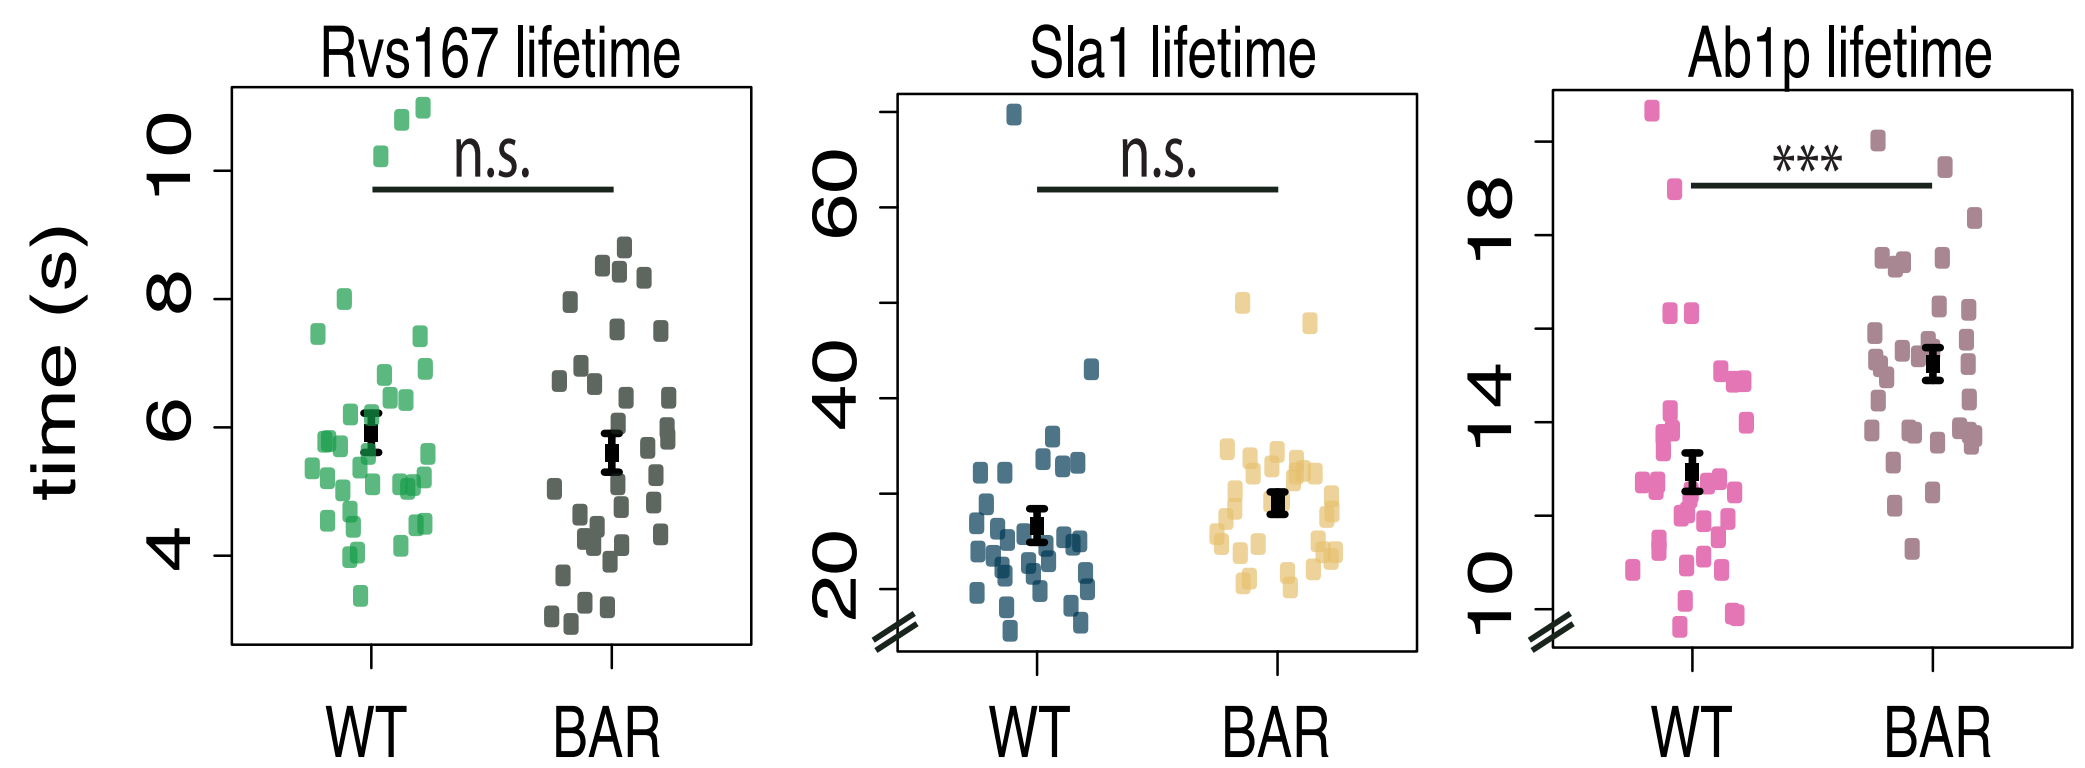 Rvs167 lifetime
Sla1 lifetime
Ab1p lifetime
time (s)
10
8
6
4
n.s.
WT
BAR
60
40
20
n.s.
WT
BAR
18
14
10
***
WT
BAR